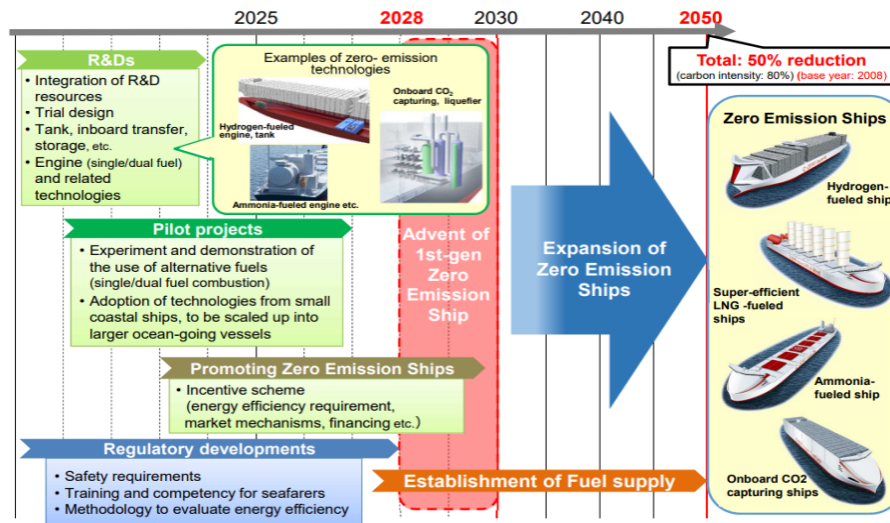 2025
2028
2030
2040
2050
R&Ds
• Integration of R&D
resources
• Trial design
• Tank, inboard transfer,
storage, etc.
• Engine (single/dual fuel)
and related
technologies
Examples of zero- emission
technologies
Hydrogen-fueled
engine, tank
Onboard CO2
capturing, liquefier
Ammonia-fueled engine etc.
Total: 50% reduction
(carbon intensity: 80%) (base year: 2008)
Pilot projects
• Experiment and demonstration of
the use of alternative fuels
(single/dual fuel combustion)
• Adoption of technologies from small
coastal ships, to be scaled up into
larger ocean-going vessels
Advent of
1st-gen
Zero
Emission
Ship
Expansion of
Zero Emission
Ships
Zero Emission Ships
Hydrogen-
fueled ship
Super-efficient
LNG -fueled
ships
Ammonia-
fueled ship
Onboard CO2
capturing ships
Promoting Zero Emission Ships
• Incentive scheme
(energy efficiency requirement,
market mechanisms, financing etc.)
Regulatory developments
• Safety requirements
• Training and competency for seafarers
• Methodology to evaluate energy efficiency
Establishment of Fuel supply